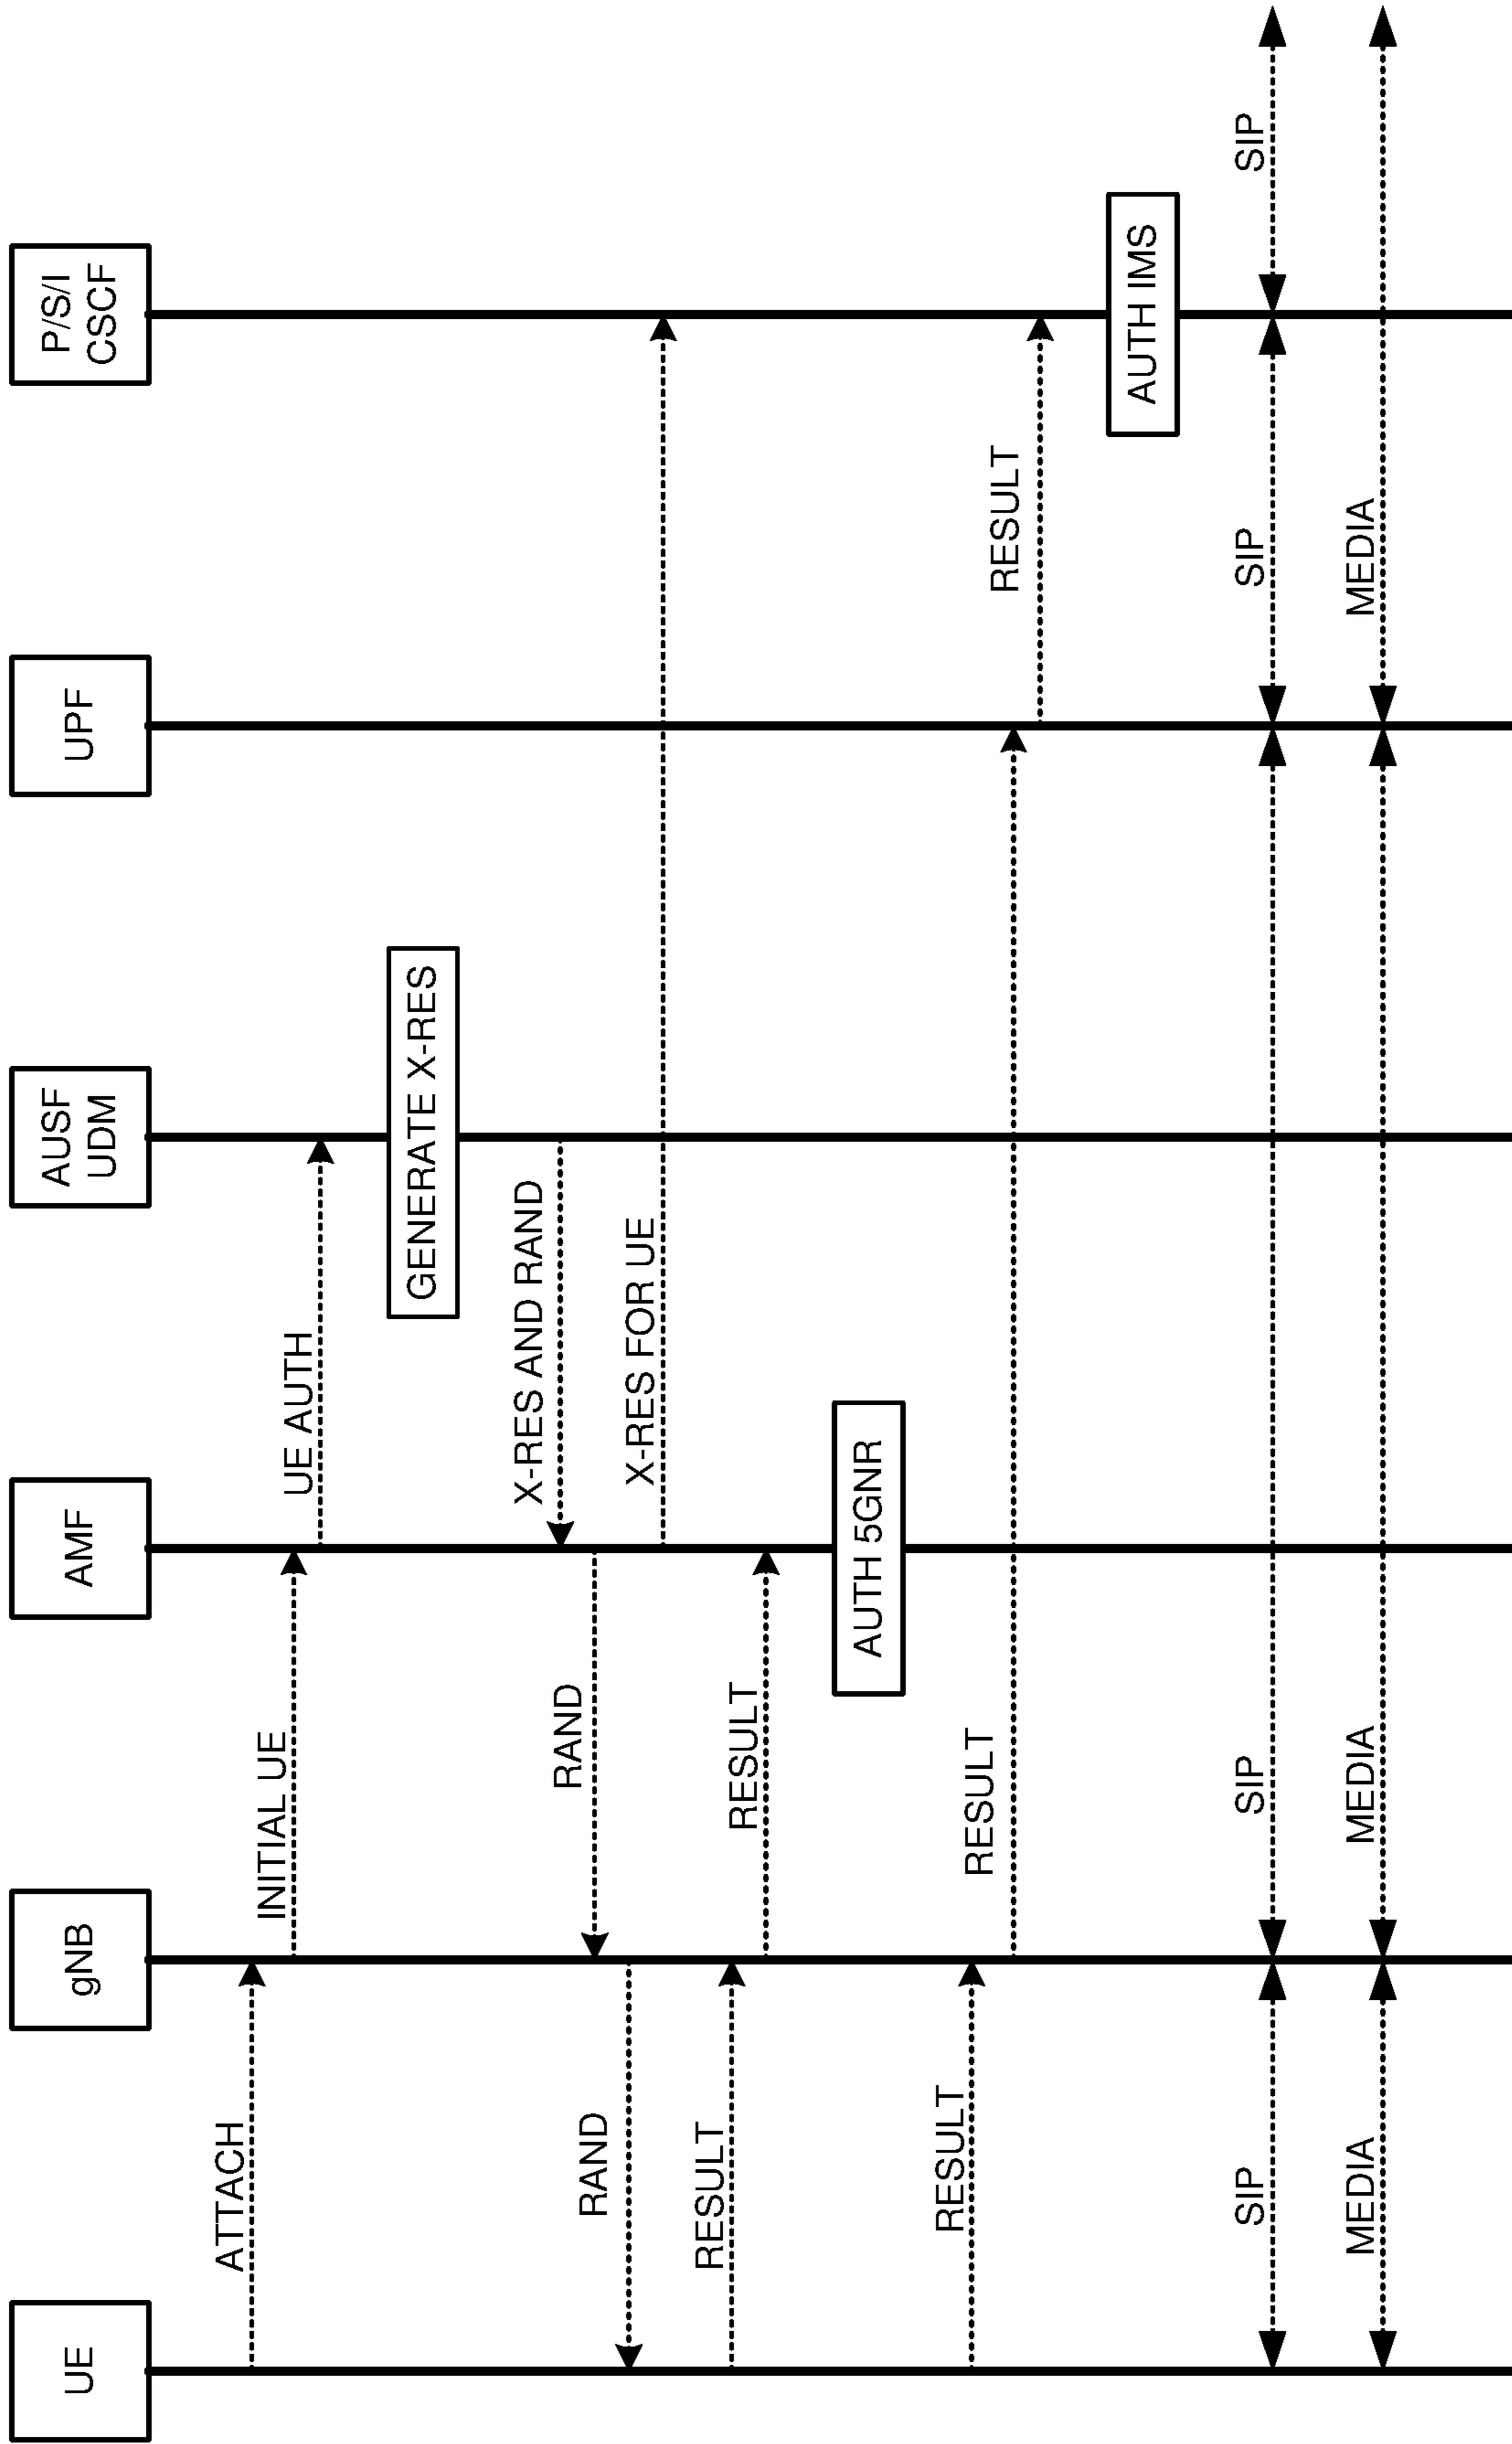 UE
gNB
AMF
AUSF
UDM
UPF
P/S/I
CSCF
ATTACH
INITIAL UE
UE AUTH
GENERATE X-RES
X-RES AND RAND
RAND
RAND
X-RES FOR UE
RESULT
RESULT
AUTH 5GNR
RESULT
RESULT
RESULT
AUTH IMS
SIP
SIP
SIP
SIP
MEDIA
MEDIA
MEDIA